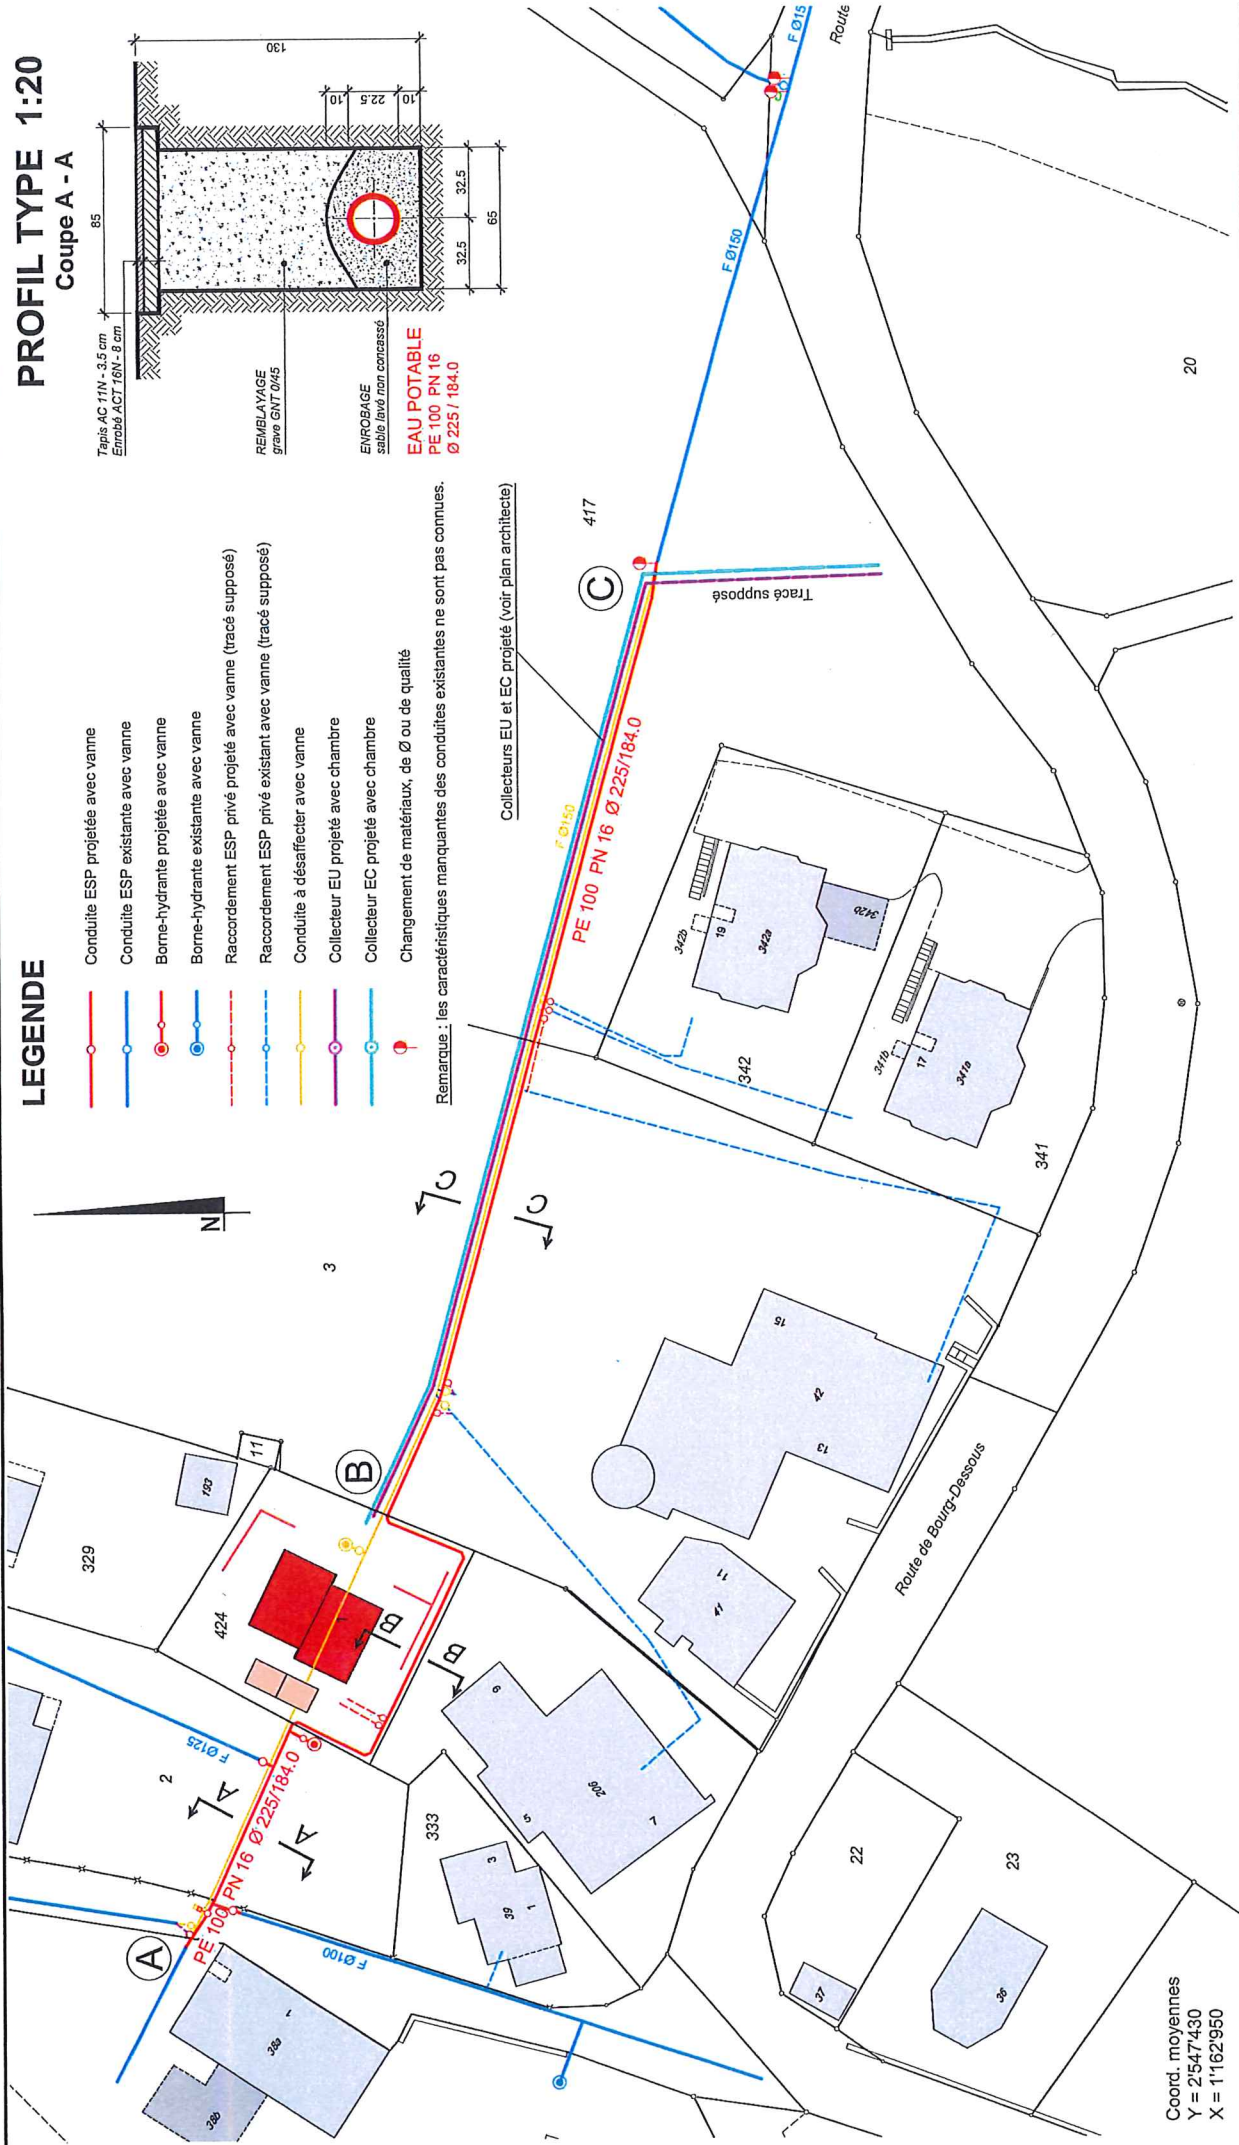 PROFIL TYPE 1:20
Coupe A - A
85
Tapis AC 11N - 3.5 cm
Enrobé ACT 16N - 8 cm
REMBLAYAGE
grave GNT 0/45
ENROBAGE
sable lavé non concassé
EAU POTABLE
PE 100 PN 16
Ø 225 / 184.0
130
10
22.5
10
32.5
32.5
65
LEGENDE
Conduite ESP projetée avec vanne
Conduite ESP existante avec vanne
Borne-hydrante projetée avec vanne
Borne-hydrante existante avec vanne
Raccordement ESP privé projeté avec vanne (tracé supposé)
Raccordement ESP privé existant avec vanne (tracé supposé)
Conduite à désaffecter avec vanne
Collecteur EU projeté avec chambre
Collecteur EC projeté avec chambre
Changement de matériaux, de Ø ou de qualité
Remarque : les caractéristiques manquantes des conduites existantes ne sont pas connues.
Collecteurs EU et EC projeté (voir plan architecte)
N
A
B
C
A
A
B
B
C
C
PE 100 PN 16 Ø 225/184.0
PE 100 PN 16 Ø 225/184.0
F Ø125
F Ø100
F Ø150
F Ø150
F Ø15
Tracé supposé
Route
Route de Bourg-Dessous
2
3
11
20
22
23
329
333
341
342
417
424
193
1
38a
1
38b
39
3
1
206
9
5
7
41
11
42
13
15
37
36
341a
341b
17
342a
342b
19
342b
Coord. moyennes
Y = 2'547'430
X = 1'162'950